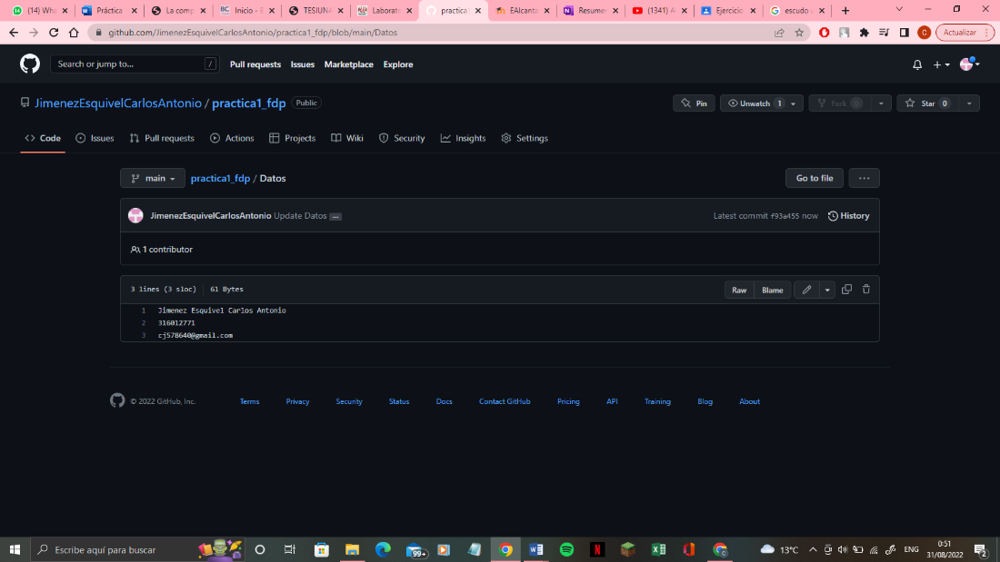 (14) Wha
Práctica
La comp
Inicio - E
TESIUNA
Laborato
practica1
EAlcanta
Resumen
(1341) A
Ejercicio
escudo u
github.com/JimenezEsquivelCarlosAntonio/practica1_fdp/blob/main/Datos
C
Actualizar
Search or jump to...
/
Pull requests
Issues
Marketplace
Explore
JimenezEsquivelCarlosAntonio / practica1_fdp
Public
Pin
Unwatch 1
Fork 0
Star 0
Code
Issues
Pull requests
Actions
Projects
Wiki
Security
Insights
Settings
main
practica1_fdp / Datos
Go to file
JimenezEsquivelCarlosAntonio Update Datos
Latest commit f93a455 now
History
1 contributor
3 lines (3 sloc)
61 Bytes
Raw
Blame
1 Jimenez Esquivel Carlos Antonio
2 316012771
3 cj578640@gmail.com
© 2022 GitHub, Inc.
Terms
Privacy
Security
Status
Docs
Contact GitHub
Pricing
API
Training
Blog
About
Escribe aquí para buscar
99+
13°C
ENG
0:51
31/08/2022
2